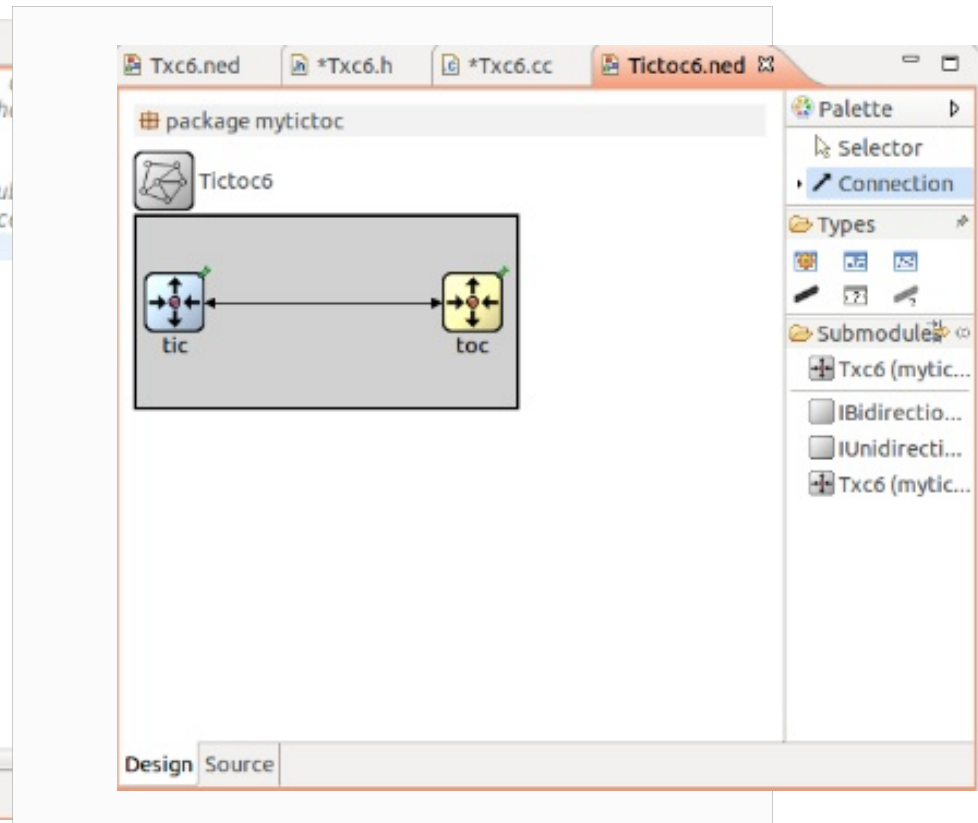 Txc6.ned
*Txc6.h
*Txc6.cc
Tictoc6.ned
package mytictoc
Tictoc6
tic
toc
Palette
Selector
Connection
Types
Submodule
Txc6 (mytic...
IBidirectio...
IUnidirecti...
Txc6 (mytic...
Design
Source